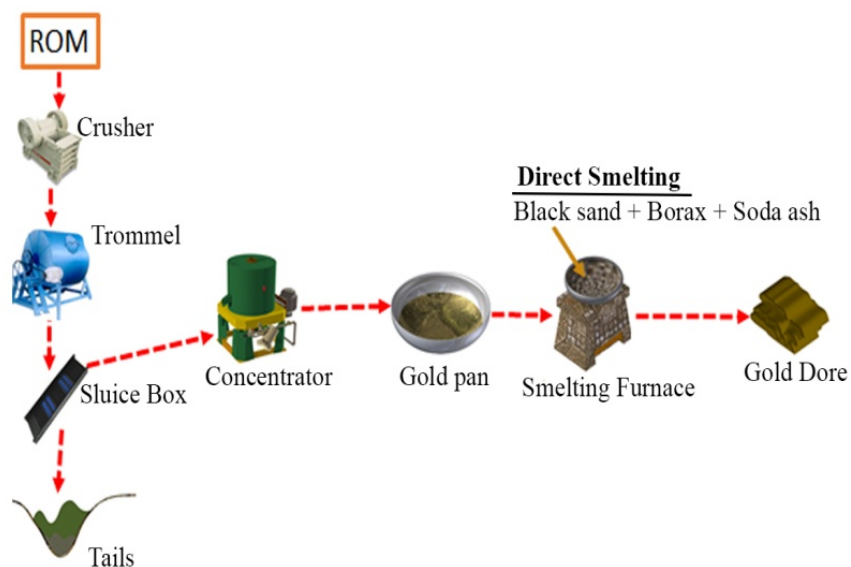 ROM
Crusher
Trommel
Sluice Box
Tails
Concentrator
Gold pan
Direct Smelting
Black sand + Borax + Soda ash
Smelting Furnace
Gold Dore